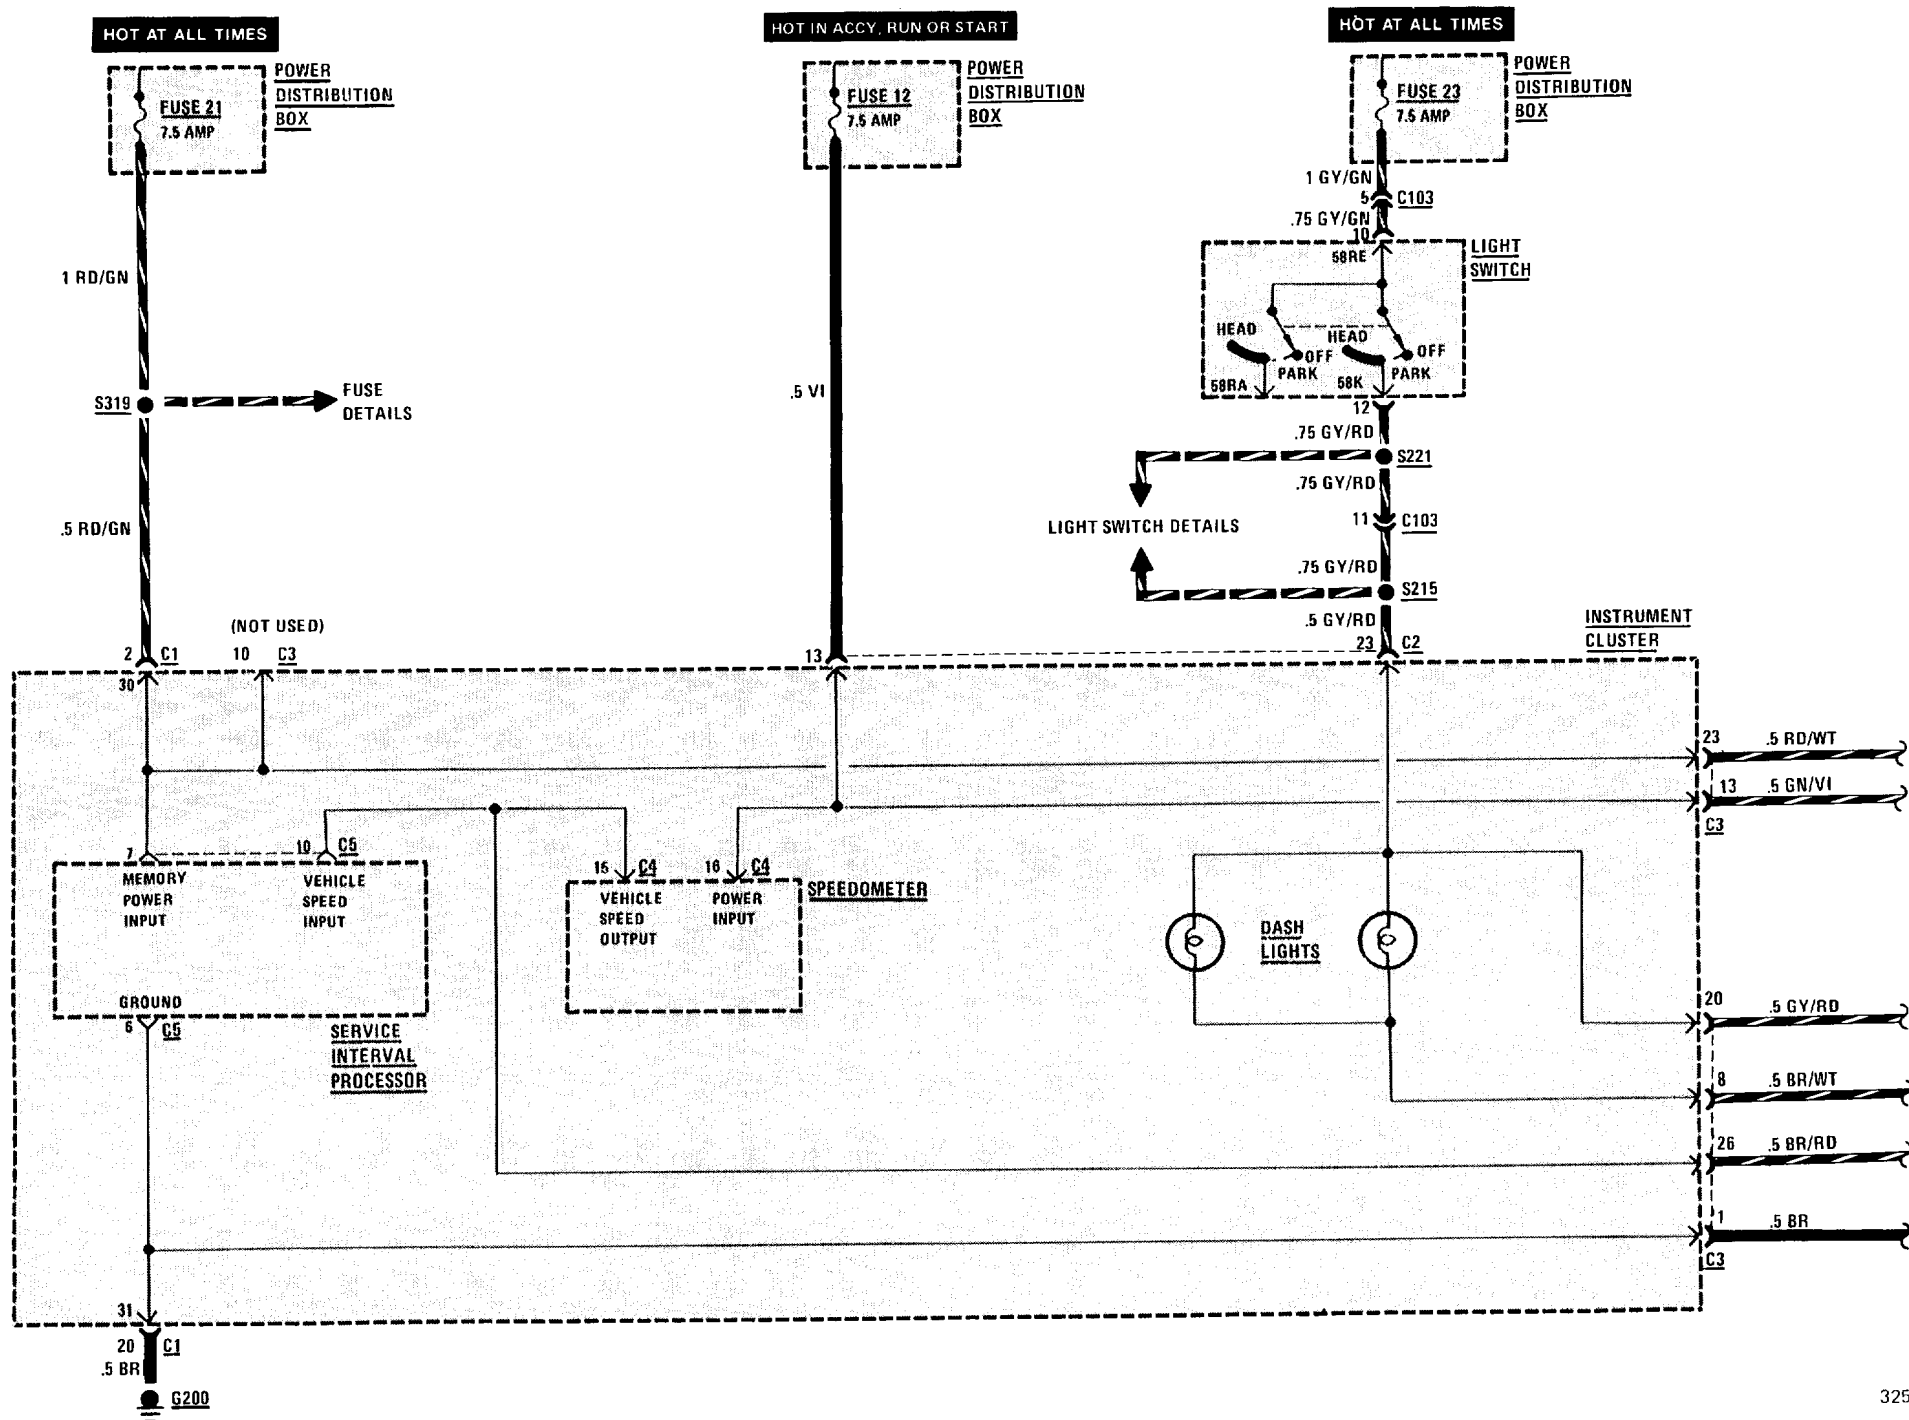 HOT AT ALL TIMES
HOT IN ACCY, RUN OR START
HOT AT ALL TIMES
POWER
DISTRIBUTION
BOX
FUSE 21
7.5 AMP
POWER
DISTRIBUTION
BOX
FUSE 12
7.5 AMP
POWER
DISTRIBUTION
BOX
FUSE 23
7.5 AMP
1 GY/GN
5 C103
.75 GY/GN
10
58RE
LIGHT
SWITCH
1 RD/GN
HEAD
HEAD
OFF
OFF
PARK
PARK
58RA
58K
S319
FUSE
DETAILS
.5 VI
12
.75 GY/RD
S221
.75 GY/RD
11 C103
LIGHT SWITCH DETAILS
.5 RD/GN
.75 GY/RD
S215
.5 GY/RD
INSTRUMENT
CLUSTER
(NOT USED)
2 C1
10 C3
13
23 C2
30
23 .5 RD/WT
13 .5 GN/VI
C3
7
10 C5
15 C4
16 C4
MEMORY
POWER
INPUT
VEHICLE
SPEED
INPUT
VEHICLE
SPEED
OUTPUT
POWER
INPUT
SPEEDOMETER
DASH
LIGHTS
GROUND
6 C5
SERVICE
INTERVAL
PROCESSOR
20 .5 GY/RD
8 .5 BR/WT
26 .5 BR/RD
1 .5 BR
C3
31
20 C1
.5 BR
G200
325